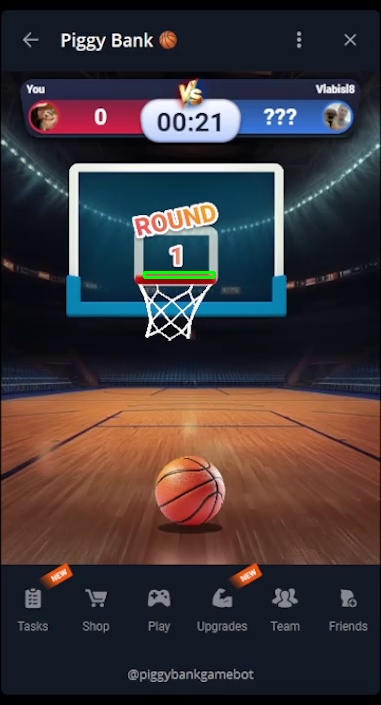 Piggy Bank 🏀
You
VS
Vlabisl8
0
00:21
???
ROUND
1
NEW
NEW
Tasks
Shop
Play
Upgrades
Team
Friends
@piggybankgamebot